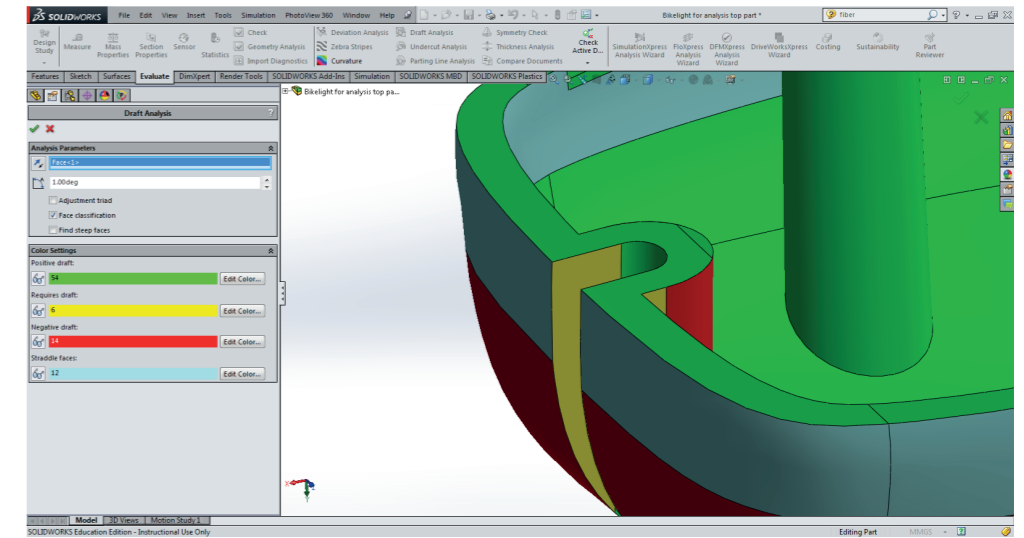 SOLIDWORKS File Edit View Insert Tools Simulation PhotoView 360 Window Help Bikelight for analysis top part * fiber
Design Study Measure Mass Properties Section Properties Sensor Statistics Check Geometry Analysis Import Diagnostics Deviation Analysis Zebra Stripes Curvature Draft Analysis Undercut Analysis Parting Line Analysis Symmetry Check Thickness Analysis Compare Documents Check Active D... SimulationXpress Analysis Wizard FloXpress Analysis Wizard DFMXpress Analysis Wizard DriveWorksXpress Wizard Costing Sustainability Part Reviewer
Features Sketch Surfaces Evaluate DimXpert Render Tools SOLIDWORKS Add-Ins Simulation SOLIDWORKS MBD SOLIDWORKS Plastics
Bikelight for analysis top pa...
Draft Analysis ?
Analysis Parameters
Face<1>
1.00deg
Adjustment triad
Face classification
Find steep faces
Color Settings
Positive draft:
54 Edit Color...
Requires draft:
6 Edit Color...
Negative draft:
14 Edit Color...
Straddle faces:
12 Edit Color...
X
Y
Model 3D Views Motion Study 1
SOLIDWORKS Education Edition - Instructional Use Only Editing Part MMGS